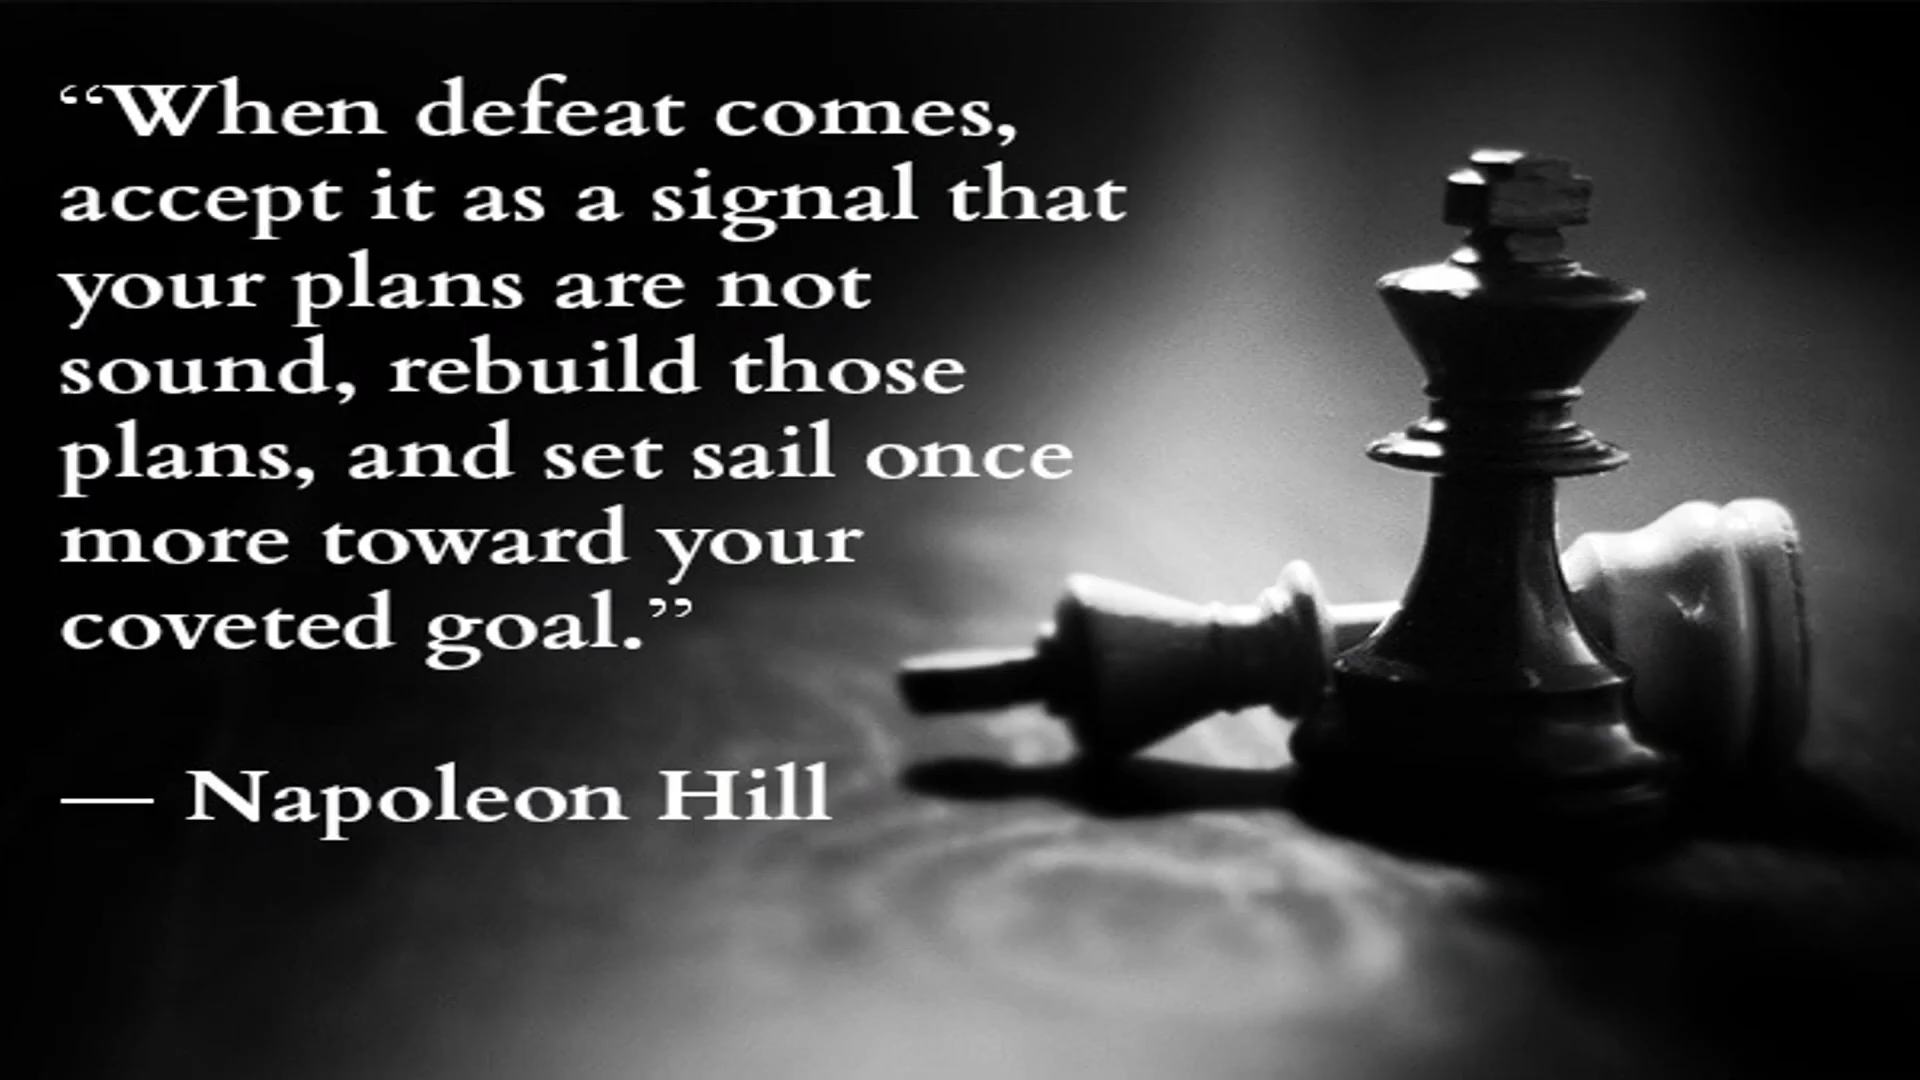 “When defeat comes,
accept it as a signal that
your plans are not
sound, rebuild those
plans, and set sail once
more toward your
coveted goal.”
— Napoleon Hill